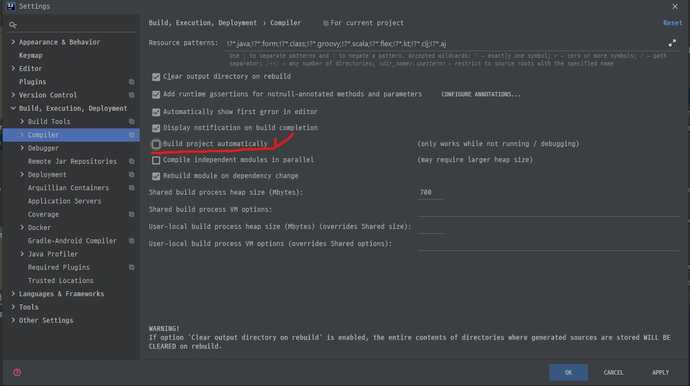 Settings
Build, Execution, Deployment › Compiler
For current project
Reset
Appearance & Behavior
Keymap
Editor
Plugins
Version Control
Build, Execution, Deployment
Build Tools
Compiler
Debugger
Remote Jar Repositories
Deployment
Arquillian Containers
Application Servers
Coverage
Docker
Gradle-Android Compiler
Java Profiler
Required Plugins
Trusted Locations
Languages & Frameworks
Tools
Other Settings
Resource patterns: !?*.java;!?*.form;!?*.class;!?*.groovy;!?*.scala;!?*.flex;!?*.kt;!?*.clj;!?*.aj
Use ; to separate patterns and ! to negate a pattern. Accepted wildcards: ? — exactly one symbol; * — zero or more symbols; / — path
separator; /**/ — any number of directories; <dir_name>:<pattern> — restrict to source roots with the specified name
Clear output directory on rebuild
Add runtime assertions for notnull-annotated methods and parameters CONFIGURE ANNOTATIONS...
Automatically show first error in editor
Display notification on build completion
Build project automatically (only works while not running / debugging)
Compile independent modules in parallel (may require larger heap size)
Rebuild module on dependency change
Shared build process heap size (Mbytes): 700
Shared build process VM options:
User-local build process heap size (Mbytes) (overrides Shared size):
User-local build process VM options (overrides Shared options):
WARNING!
If option 'Clear output directory on rebuild' is enabled, the entire contents of directories where generated sources are stored WILL BE
CLEARED on rebuild.
OK
CANCEL
APPLY